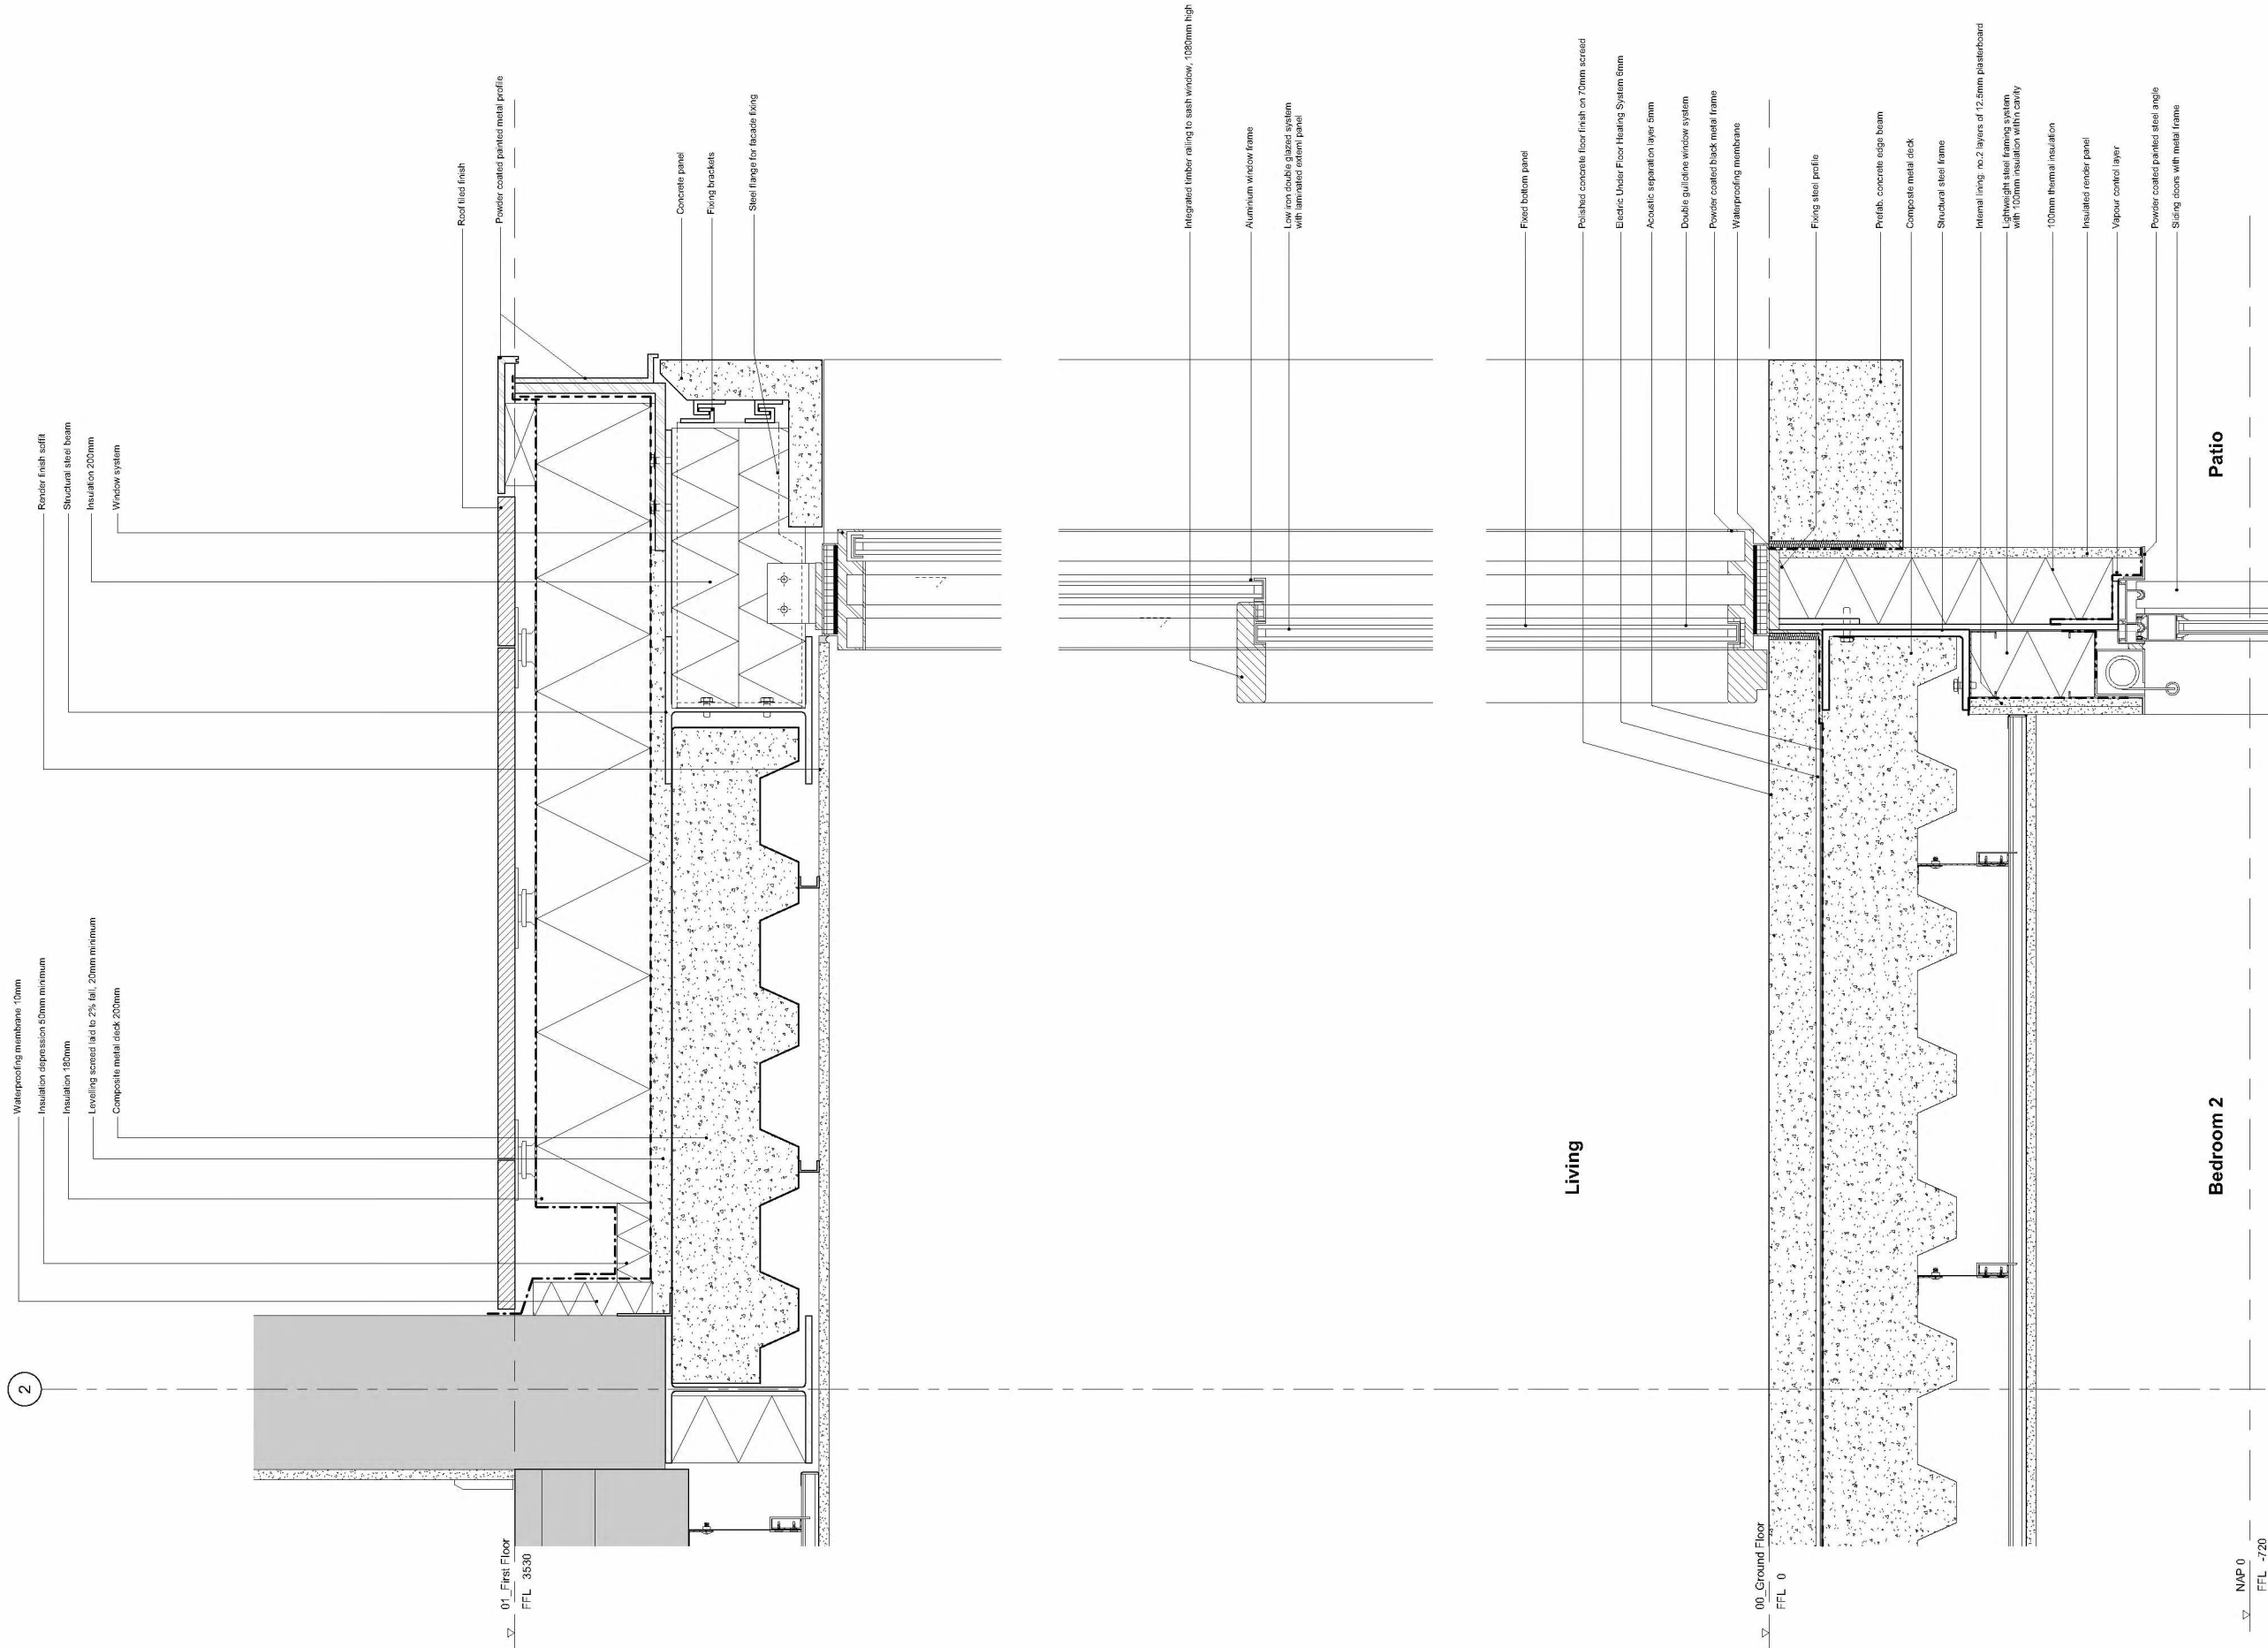 Waterproofing membrane 10mm
Insulation depression 50mm minimum
Insulation 180mm
Levelling screed laid to 2% fall, 20mm minimum
Composite metal deck 200mm
Render finish soffit
Structural steel beam
Insulation 200mm
Window system
Roof tiled finish
Powder coated painted metal profile
Concrete panel
Fixing brackets
Steel flange for facade fixing
Integrated timber railing to sash window, 1080mm high
Aluminium window frame
Low iron double glazed system
with laminated externl panel
Fixed bottom panel
Polished concrete floor finish on 70mm screed
Electric Under Floor Heating System 6mm
Acoustic separation layer 5mm
Double guillotine window system
Powder coated black metal frame
Waterproofing membrane
Fixing steel profile
Prefab. concrete edge beam
Composte metal deck
Structural steel frame
Internal lining: no.2 layers of 12.5mm plasterboard
Lightweight steel framing system
with 100mm insulation within cavity
100mm thermal insulation
Insulated render panel
Vapour control layer
Powder coated painted steel angle
Sliding doors with metal frame
2
01_First Floor
FFL 3530
Living
00_Ground Floor
FFL 0
Bedroom 2
Patio
NAP 0
FFL -720